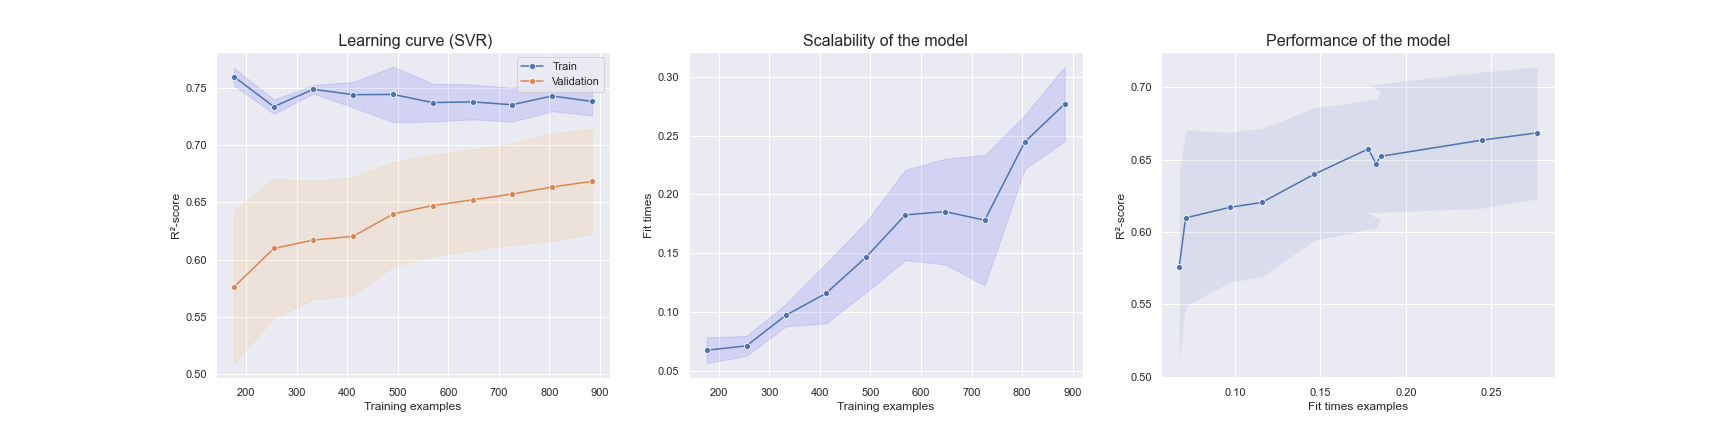 Learning curve (SVR)
Train
Validation
R²-score
0.75
0.70
0.65
0.60
0.55
0.50
200 300 400 500 600 700 800 900
Training examples
Scalability of the model
Fit times
0.30
0.25
0.20
0.15
0.10
0.05
200 300 400 500 600 700 800 900
Training examples
Performance of the model
R²-score
0.70
0.65
0.60
0.55
0.50
0.10 0.15 0.20 0.25
Fit times examples